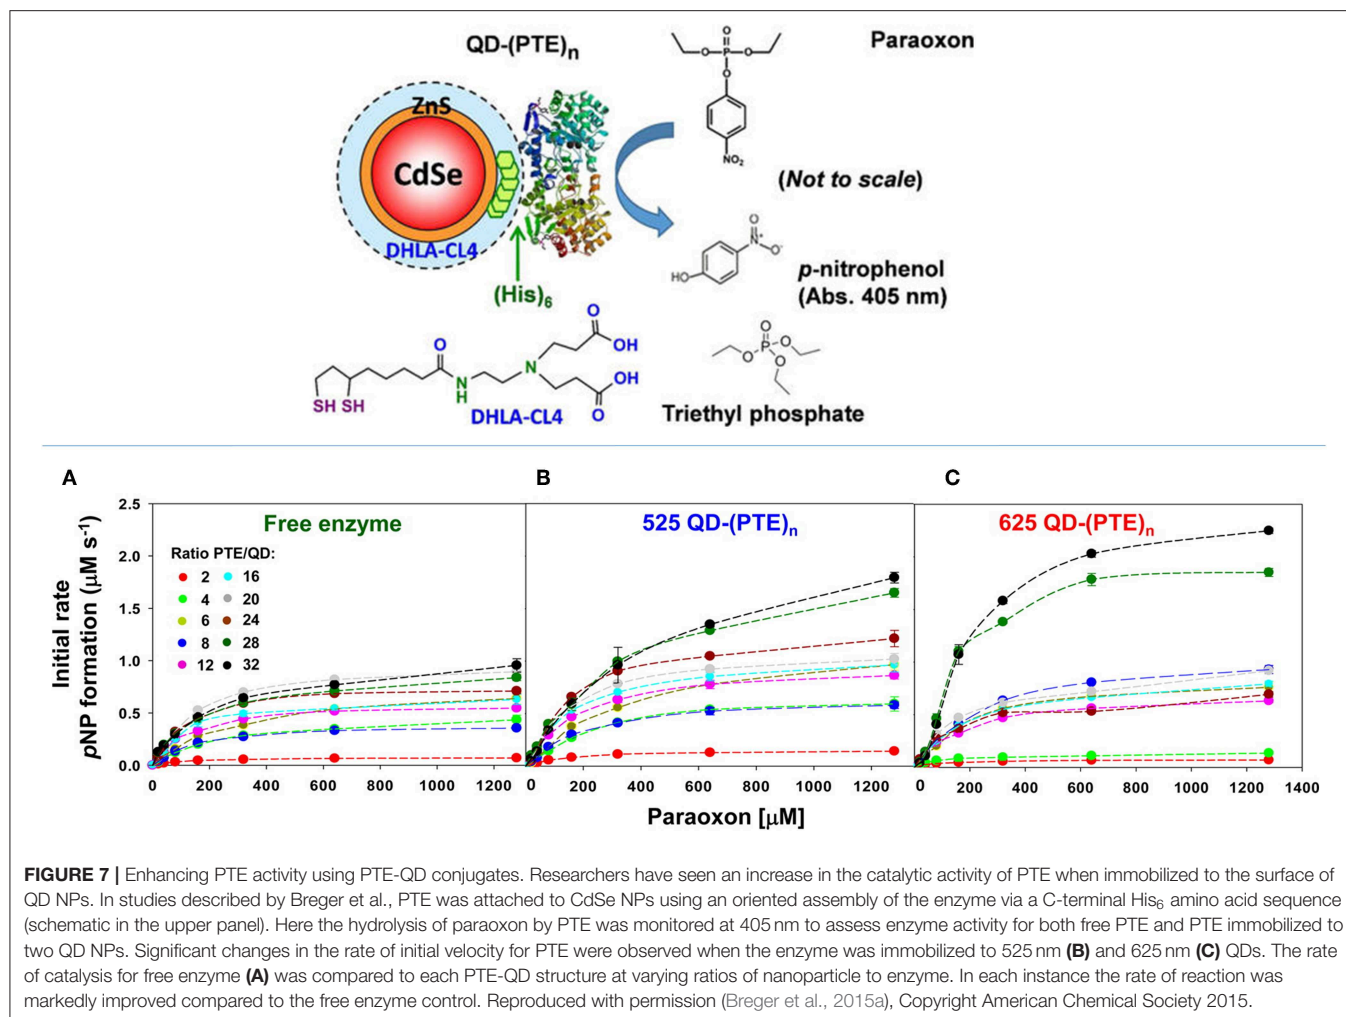 QD-(PTE)n
Paraoxon
ZnS
CdSe
DHLA-CL4
(His)6
O
O
P
O
O
NO2
(Not to scale)
O
N+
O-
HO
p-nitrophenol
(Abs. 405 nm)
O
OH
O
N
OH
N
H
O
SH SH
DHLA-CL4
O
O
P
O
O
Triethyl phosphate
A
B
C
Free enzyme
525 QD-(PTE)n
625 QD-(PTE)n
Ratio PTE/QD:
2 16
4 20
6 24
8 28
12 32
Initial rate
pNP formation (μM s-1)
2.5
2.0
1.5
1.0
0.5
0.0
0 200 400 600 800 1000 1200
0 200 400 600 800 1000 1200
0 200 400 600 800 1000 1200 1400
Paraoxon [μM]
FIGURE 7 | Enhancing PTE activity using PTE-QD conjugates. Researchers have seen an increase in the catalytic activity of PTE when immobilized to the surface of
QD NPs. In studies described by Breger et al., PTE was attached to CdSe NPs using an oriented assembly of the enzyme via a C-terminal His6 amino acid sequence
(schematic in the upper panel). Here the hydrolysis of paraoxon by PTE was monitored at 405 nm to assess enzyme activity for both free PTE and PTE immobilized to
two QD NPs. Significant changes in the rate of initial velocity for PTE were observed when the enzyme was immobilized to 525 nm (B) and 625 nm (C) QDs. The rate
of catalysis for free enzyme (A) was compared to each PTE-QD structure at varying ratios of nanoparticle to enzyme. In each instance the rate of reaction was
markedly improved compared to the free enzyme control. Reproduced with permission (Breger et al., 2015a), Copyright American Chemical Society 2015.